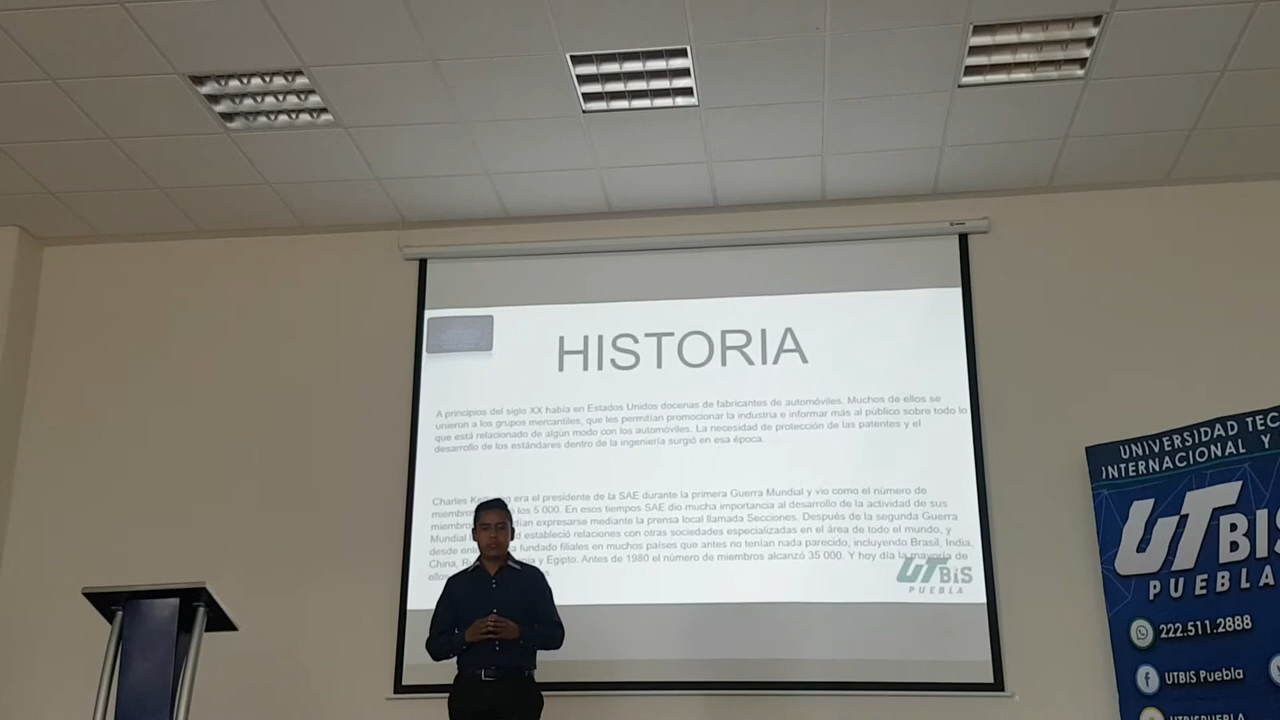 HISTORIA
A principios del siglo XX había en Estados Unidos docenas de fabricantes de automóviles. Muchos de ellos se
unieron a los grupos mercantiles, que les permitían promocionar la industria e informar más al público sobre todo lo
que está relacionado de algún modo con los automóviles. La necesidad de protección de las patentes y el
desarrollo de los estándares dentro de la ingeniería surgió en esa época.
Charles era el presidente de la SAE durante la primera Guerra Mundial y vio como el número de
los 5 000. En esos tiempos SAE dio mucha importancia al desarrollo de la actividad de sus
expresarse mediante la prensa local llamada Secciones. Después de la segunda Guerra
Mundial estableció relaciones con otras sociedades especializadas en el área de todo el mundo, y
desde fundado filiales en muchos países que antes no tenían nada parecido, incluyendo Brasil, India,
China, y Egipto. Antes de 1980 el número de miembros alcanzó 35 000. Y hoy día la mayoría de
UTBiS
PUEBLA
UNIVERSIDAD
INTERNACIONAL Y
UTBIS
PUEBLA
222.511.2888
UTBIS Puebla
UTBISPUEBLA